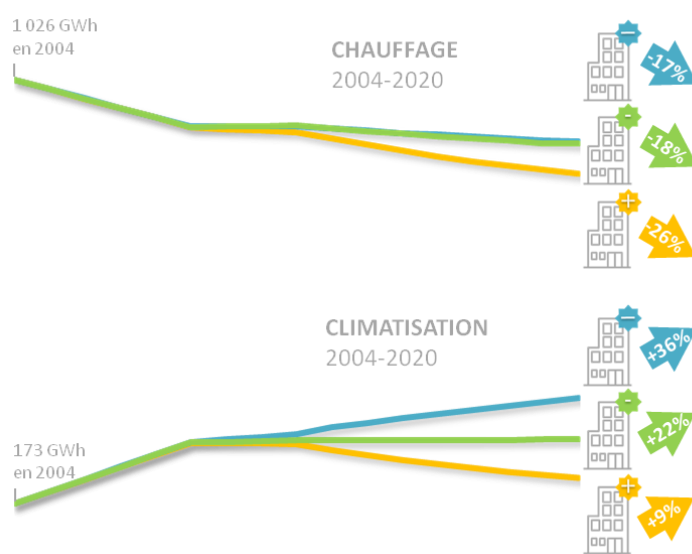 1 026 GWh
en 2004
CHAUFFAGE
2004-2020
-17%
-18%
-26%
CLIMATISATION
2004-2020
+36%
173 GWh
en 2004
+22%
+9%